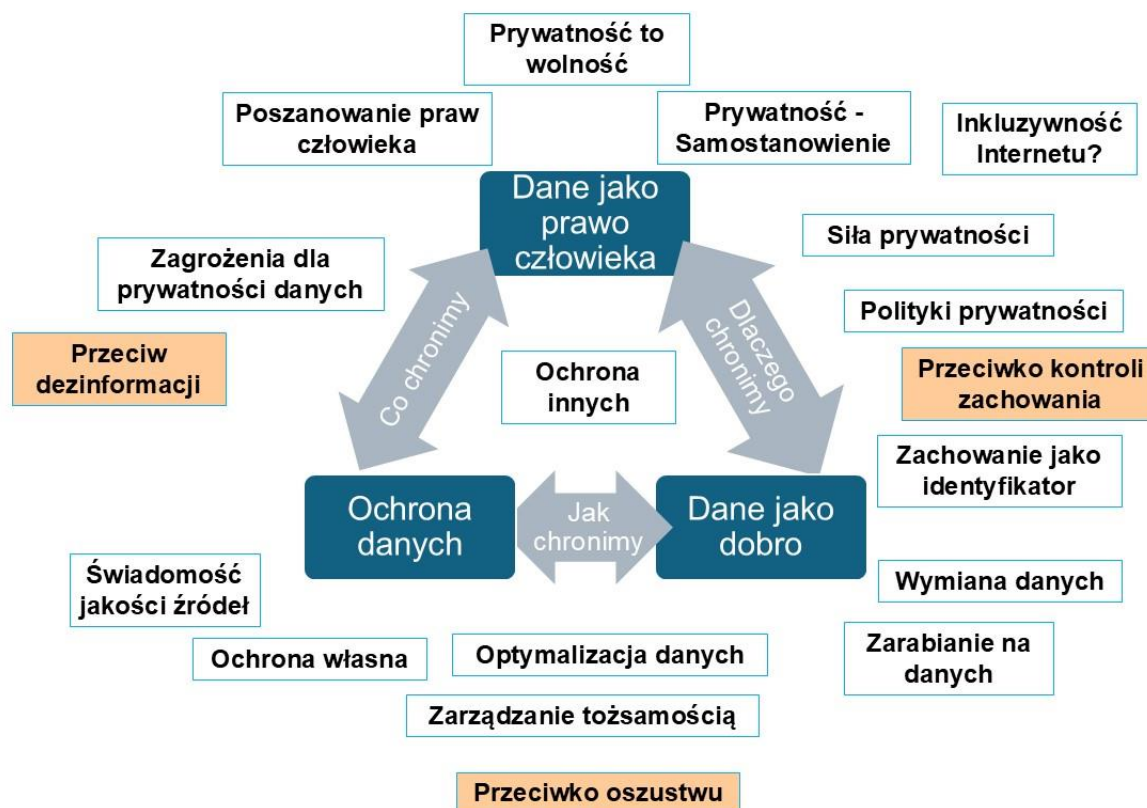 Prywatność to
wolność
Poszanowanie praw
człowieka
Prywatność -
Samostanowienie
Inkluzywność
Internetu?
Dane jako
prawo
człowieka
Siła prywatności
Zagrożenia dla
prywatności danych
Co chronimy
Dlaczego
chronimy
Polityki prywatności
Przeciw
dezinformacji
Ochrona
innych
Przeciwko kontroli
zachowania
Zachowanie jako
identyfikator
Ochrona
danych
Jak
chronimy
Dane jako
dobro
Świadomość
jakości źródeł
Wymiana danych
Ochrona własna
Optymalizacja danych
Zarabianie na
danych
Zarządzanie tożsamością
Przeciwko oszustwu